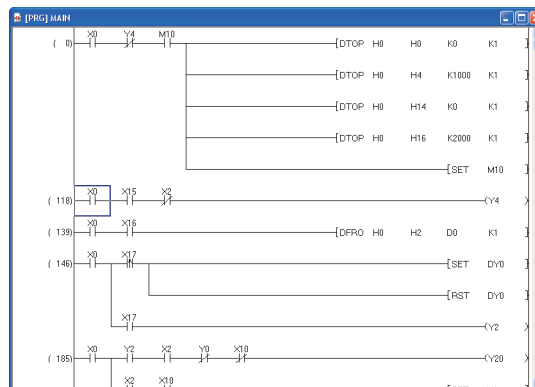 [PRG] MAIN
X0 Y4 M10
( 0) [DTOP H0 H0 K0 K1 ]
[DTOP H0 H4 K1000 K1 ]
[DTOP H0 H14 K0 K1 ]
[DTOP H0 H16 K2000 K1 ]
[SET M10 ]
X0 X15 X2
( 118) (Y4 )
X0 X16
( 139) [DFRO H0 H2 D0 K1 ]
X0 X17
( 146) [SET DY0 ]
[RST DY0 ]
X17
(Y2 )
X0 Y2 X2 Y0 X10
( 185) (Y20 )
X2 X10